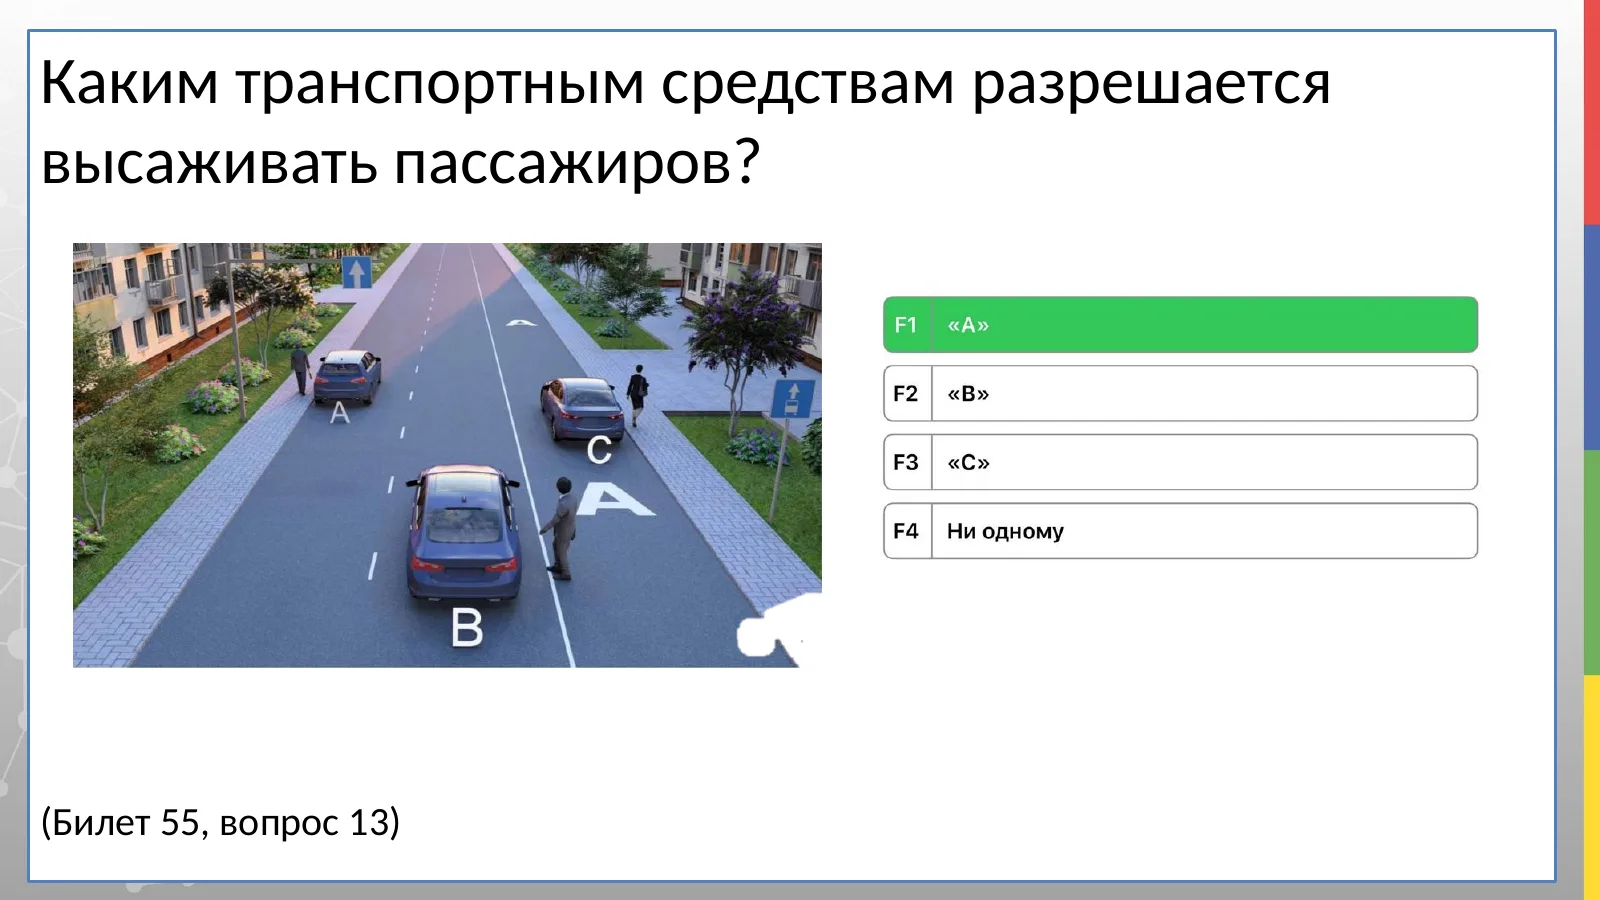 Каким транспортным средствам разрешается
высаживать пассажиров?
A
C
A
A
B
F1 «A»
F2 «B»
F3 «C»
F4 Ни одному
(Билет 55, вопрос 13)